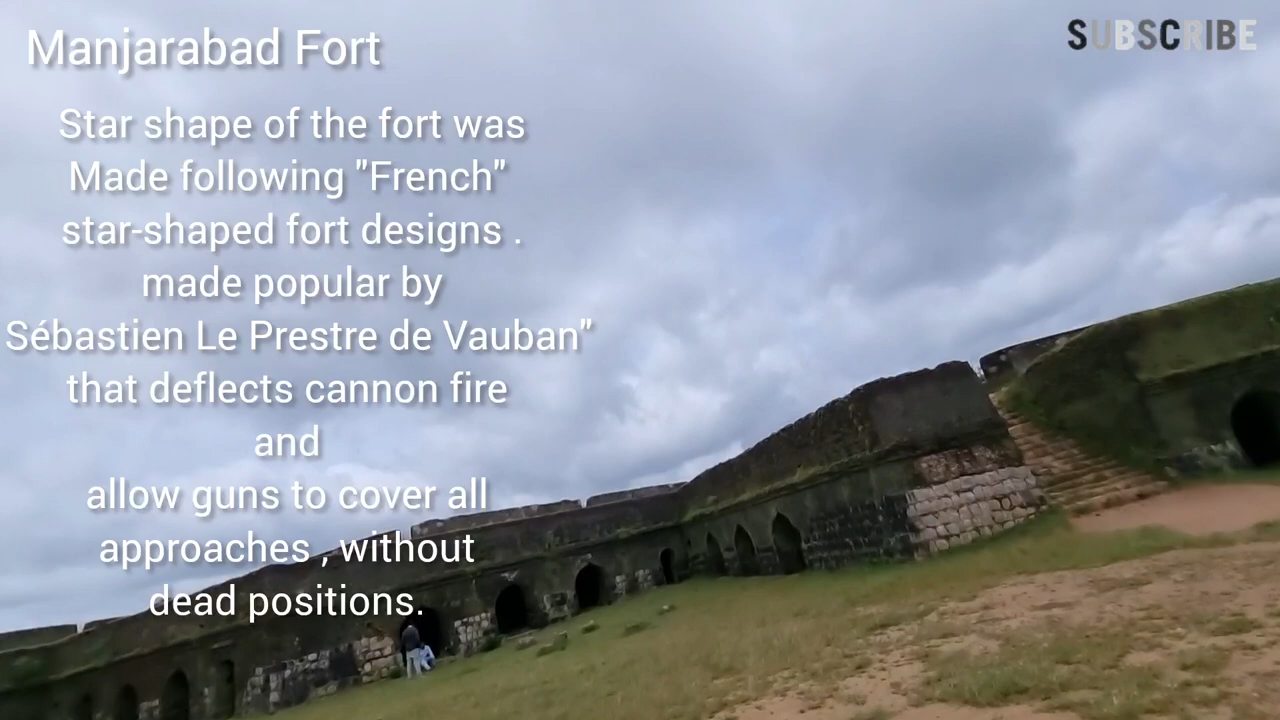 Manjarabad Fort
SUBSCRIBE
Star shape of the fort was
Made following "French"
star-shaped fort designs .
made popular by
Sébastien Le Prestre de Vauban"
that deflects cannon fire
and
allow guns to cover all
approaches , without
dead positions.